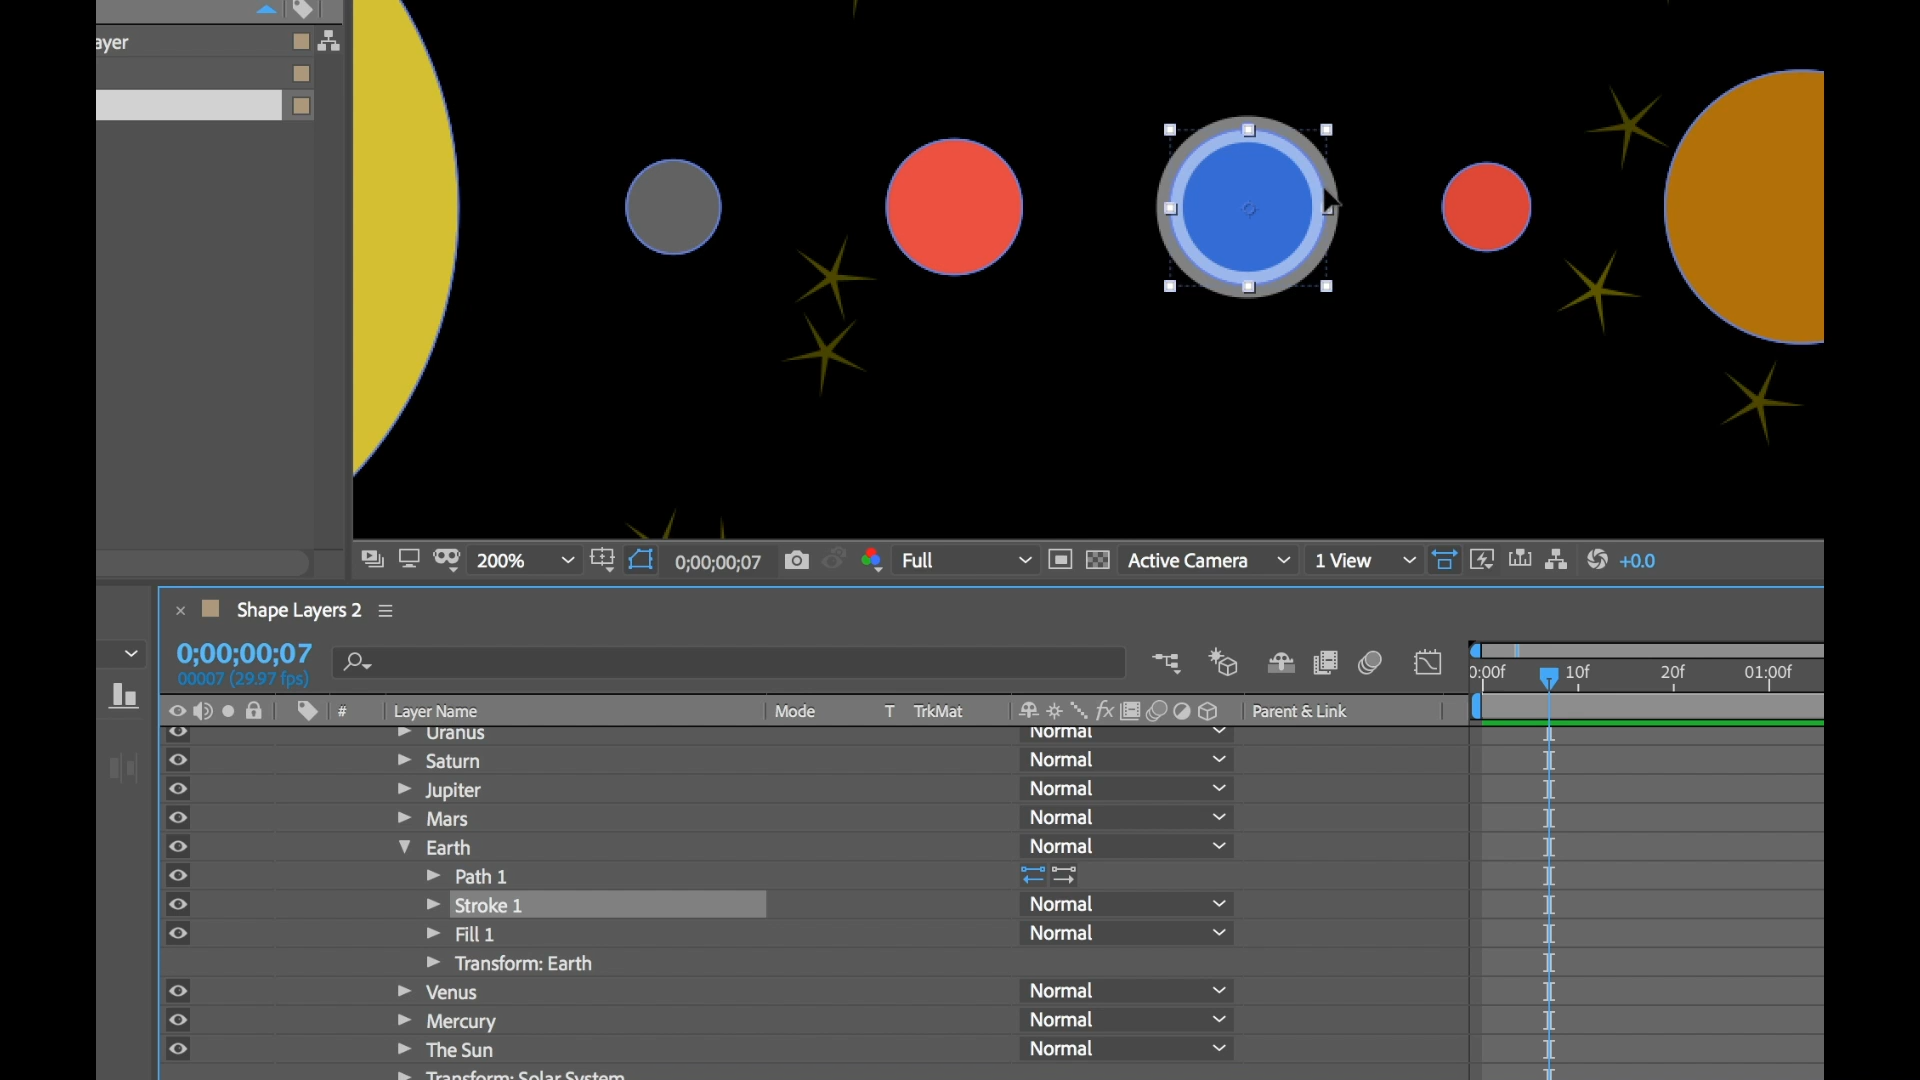 ayer
200%
0;00;00;07
Full
Active Camera
1 View
+0.0
Shape Layers 2
0;00;00;07
00007 (29.97 fps)
0:00f
10f
20f
01:00f
#
Layer Name
Mode
T
TrkMat
fx
Parent & Link
Uranus
Normal
Saturn
Normal
Jupiter
Normal
Mars
Normal
Earth
Normal
Path 1
Stroke 1
Normal
Fill 1
Normal
Transform: Earth
Venus
Normal
Mercury
Normal
The Sun
Normal
Transform: Solar System